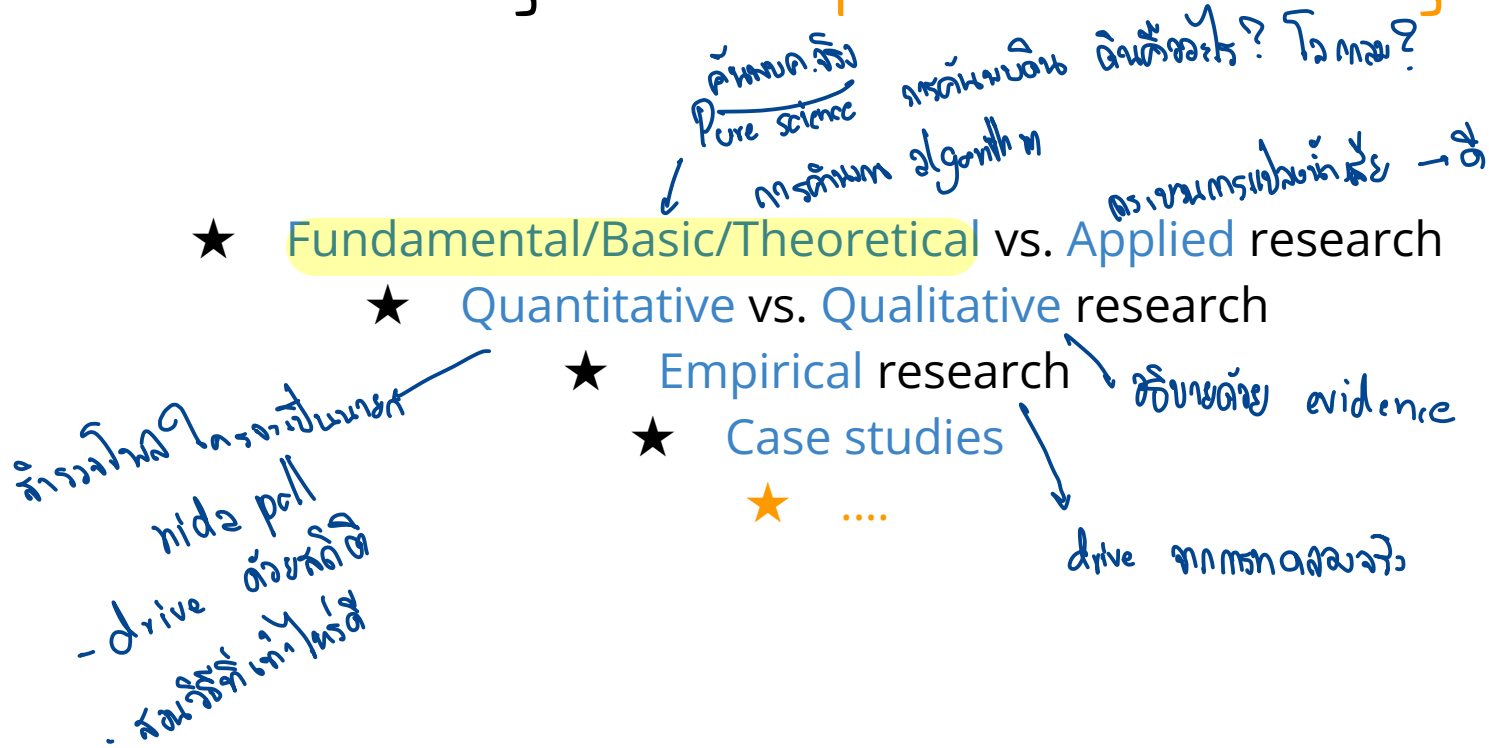 ค้นพบค.จริง
Pure science
การค้นพบดิน ดินคืออะไร? โลกกลม?
การค้นหา algorithm
กระบวนการแปลงน้ำเสีย → ดี
★ Fundamental/Basic/Theoretical vs. Applied research
★ Quantitative vs. Qualitative research
★ Empirical research
อธิบายด้วย evidence
★ Case studies
★ ....
สำรวจโพล ใครจะเป็นนายก
nida poll
- drive ด้วยสถิติ
drive จากการทดลองจริง